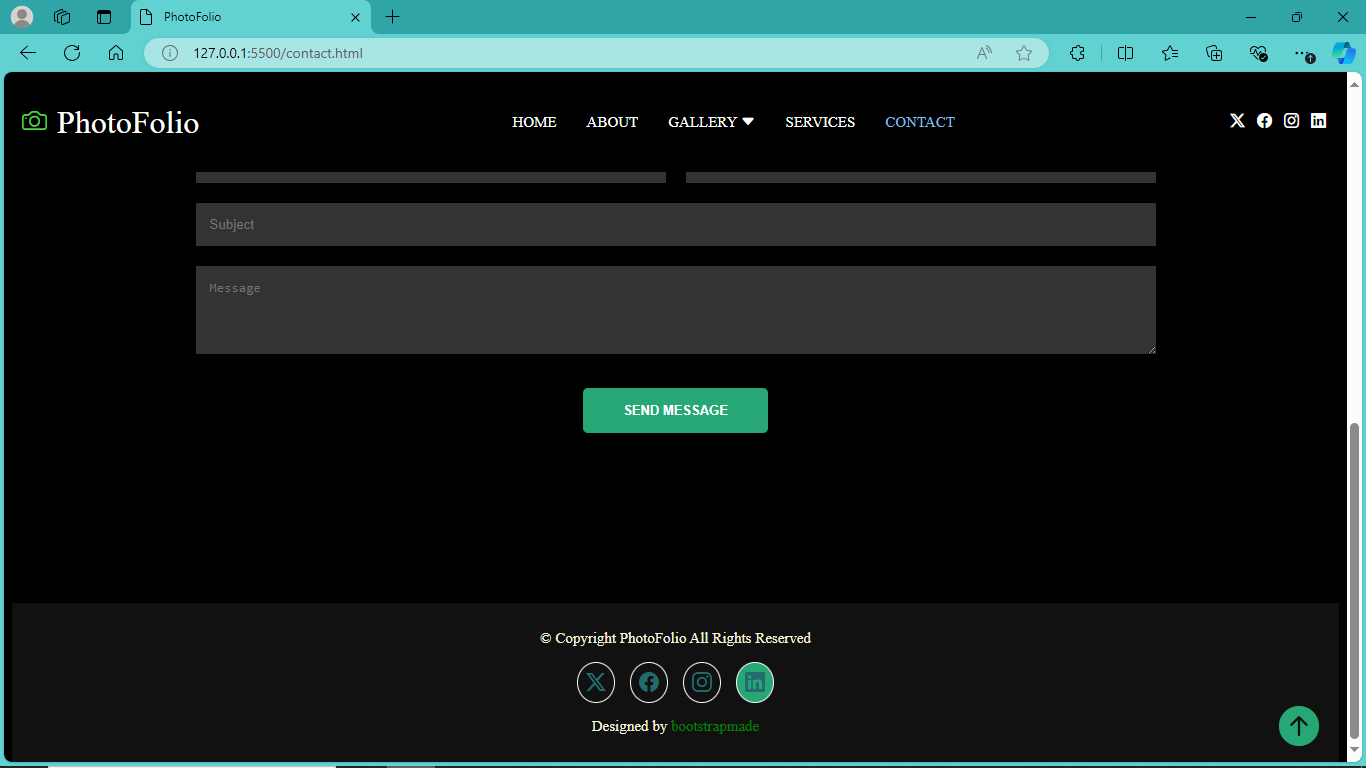 PhotoFolio
127.0.0.1:5500/contact.html
PhotoFolio
HOME ABOUT GALLERY SERVICES CONTACT
Subject
Message
SEND MESSAGE
© Copyright PhotoFolio All Rights Reserved
Designed by bootstrapmade